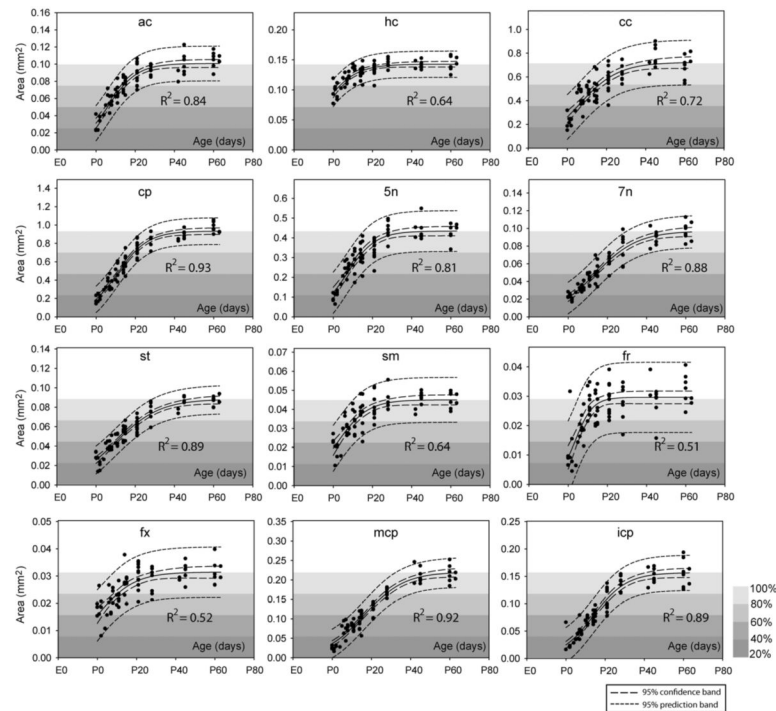 ac
hc
cc
Area (mm²)
0.14
0.12
0.10
0.08
0.06
0.04
0.02
0.00
R² = 0.84
Age (days)
E0 P0 P20 P40 P60 P80
0.20
0.15
0.10
0.05
0.00
R² = 0.64
Age (days)
E0 P0 P20 P40 P60 P80
1.0
0.8
0.6
0.4
0.2
0.0
R² = 0.72
Age (days)
E0 P0 P20 P40 P60 P80
cp
5n
7n
Area (mm²)
1.4
1.2
1.0
0.8
0.6
0.4
0.2
0.0
R² = 0.93
Age (days)
E0 P0 P20 P40 P60 P80
0.6
0.5
0.4
0.3
0.2
0.1
0.0
R² = 0.81
Age (days)
E0 P0 P20 P40 P60 P80
0.14
0.12
0.10
0.08
0.06
0.04
0.02
0.00
R² = 0.88
Age (days)
E0 P0 P20 P40 P60 P80
st
sm
fr
Area (mm²)
0.14
0.12
0.10
0.08
0.06
0.04
0.02
0.00
R² = 0.89
Age (days)
E0 P0 P20 P40 P60 P80
0.07
0.06
0.05
0.04
0.03
0.02
0.01
0.00
R² = 0.64
Age (days)
E0 P0 P20 P40 P60 P80
0.04
0.03
0.02
0.01
0.00
R² = 0.51
Age (days)
E0 P0 P20 P40 P60 P80
fx
mcp
icp
Area (mm²)
0.05
0.04
0.03
0.02
0.01
0.00
R² = 0.52
Age (days)
E0 P0 P20 P40 P60 P80
0.35
0.30
0.25
0.20
0.15
0.10
0.05
0.00
R² = 0.92
Age (days)
E0 P0 P20 P40 P60 P80
0.25
0.20
0.15
0.10
0.05
0.00
R² = 0.89
Age (days)
E0 P0 P20 P40 P60 P80
100%
80%
60%
40%
20%
95% confidence band
95% prediction band